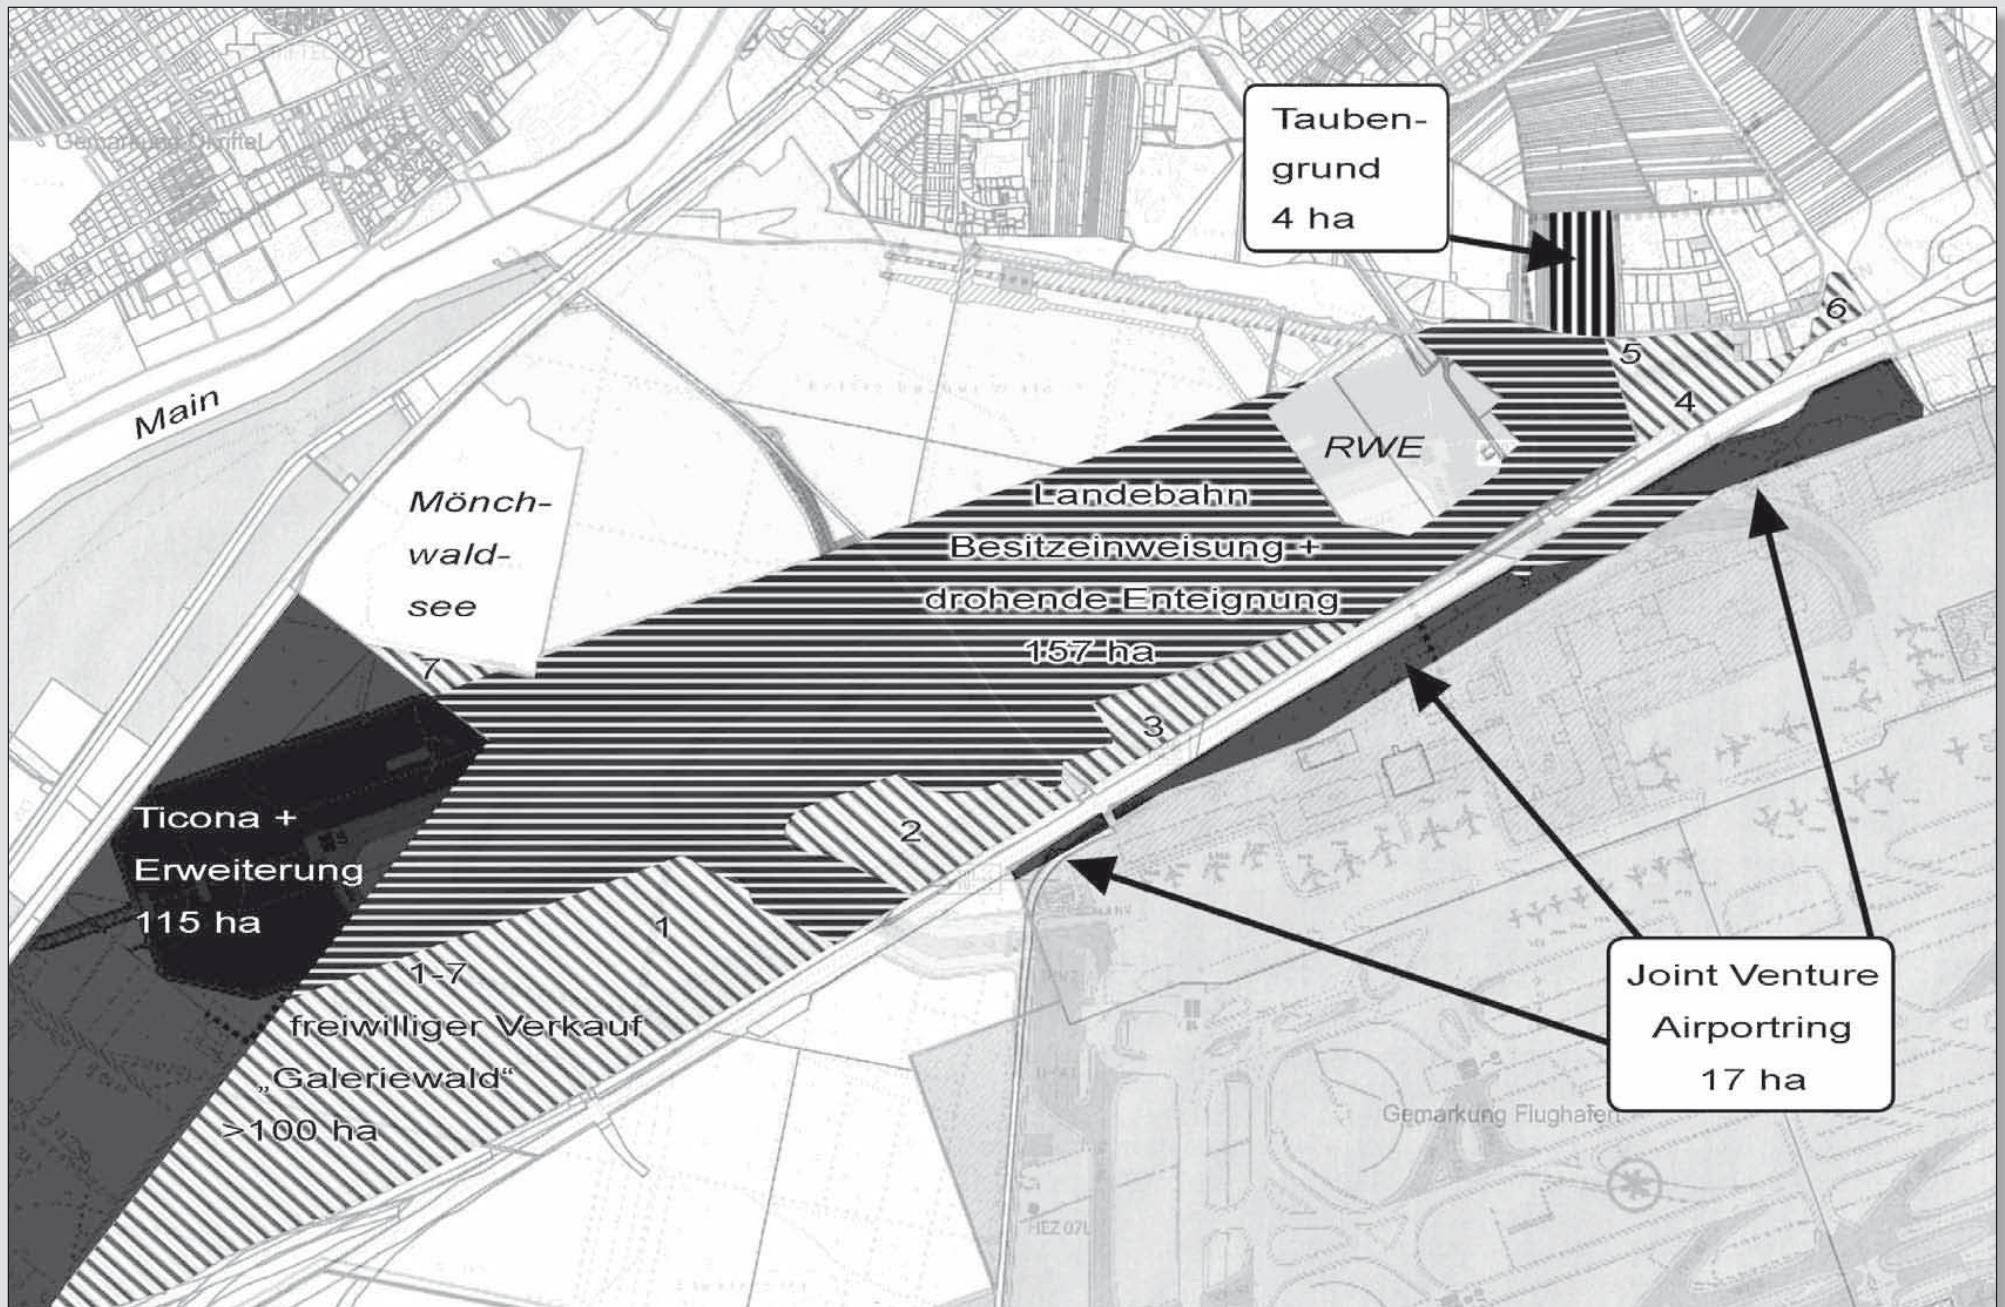 Gemarkung Okriftel
Tauben-
grund
4 ha
6
5
4
Main
RWE
Mönch-
wald-
see
Landebahn
Besitzeinweisung +
drohende Enteignung
157 ha
7
3
2
Ticona +
Erweiterung
115 ha
1
1-7
freiwilliger Verkauf
„Galeriewald“
>100 ha
Joint Venture
Airportring
17 ha
Gemarkung Flughafen